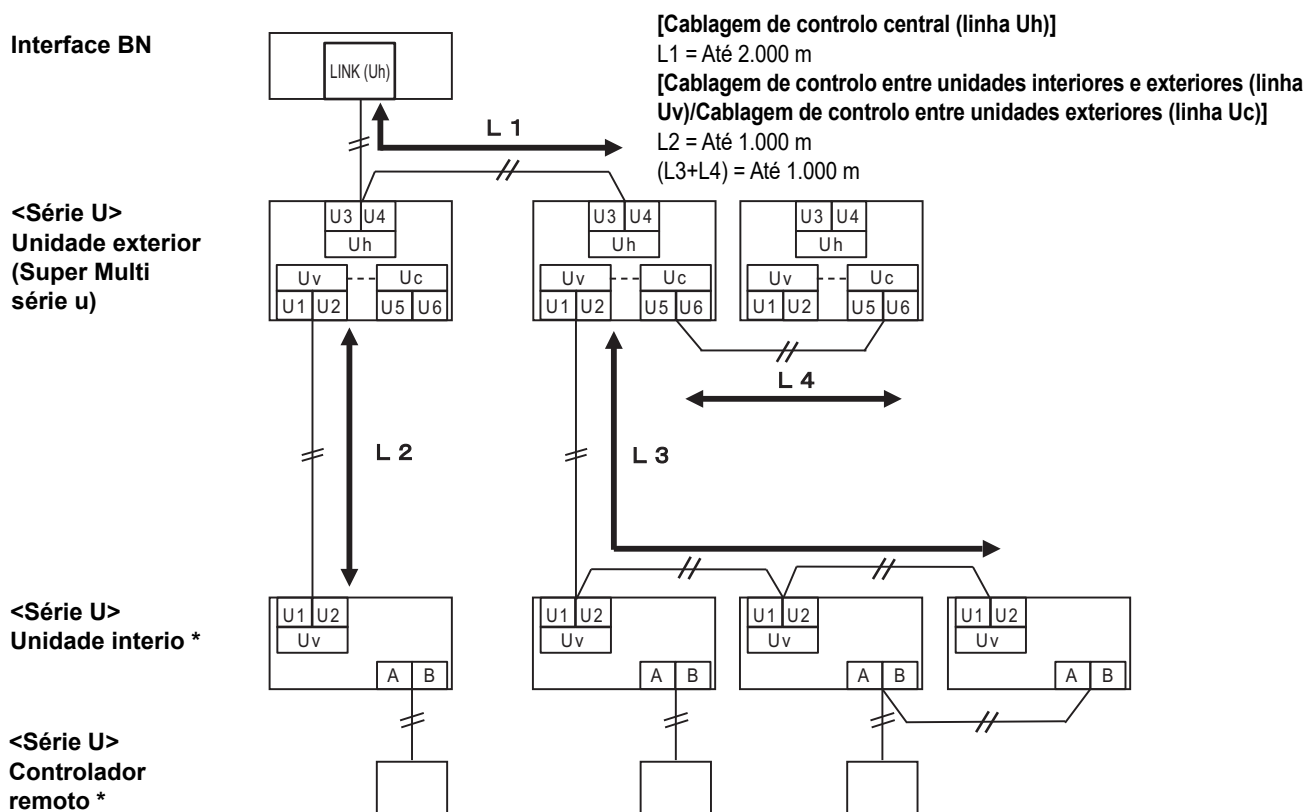 Interface BN
LINK (Uh)
[Cablagem de controlo central (linha Uh)]
L1 = Até 2.000 m
[Cablagem de controlo entre unidades interiores e exteriores (linha
Uv)/Cablagem de controlo entre unidades exteriores (linha Uc)]
L2 = Até 1.000 m
(L3+L4) = Até 1.000 m
L 1
<Série U>
Unidade exterior
(Super Multi
série u)
U3 U4
Uh
Uv Uc
U1 U2 U5 U6
U3 U4
Uh
Uv Uc
U1 U2 U5 U6
U3 U4
Uh
Uv Uc
U1 U2 U5 U6
L 4
L 2
L 3
<Série U>
Unidade interio *
U1 U2
Uv
A B
U1 U2
Uv
A B
U1 U2
Uv
A B
U1 U2
Uv
A B
<Série U>
Controlador
remoto *